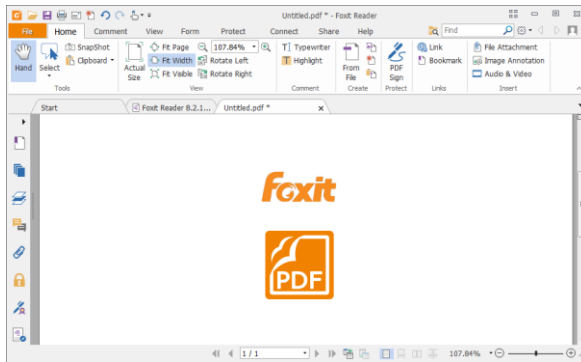 Untitled.pdf * - Foxit Reader
File Home Comment View Form Protect Connect Share Help Find
Hand
Select
SnapShot
Clipboard
Tools
Actual Size
Fit Page
Fit Width
Fit Visible
107.84%
Rotate Left
Rotate Right
View
Typewriter
Highlight
Comment
From File
Create
PDF Sign
Protect
Link
Bookmark
Links
File Attachment
Image Annotation
Audio & Video
Insert
Start Foxit Reader 8.2.1... Untitled.pdf *
foxit
PDF
1 / 1 107.84%